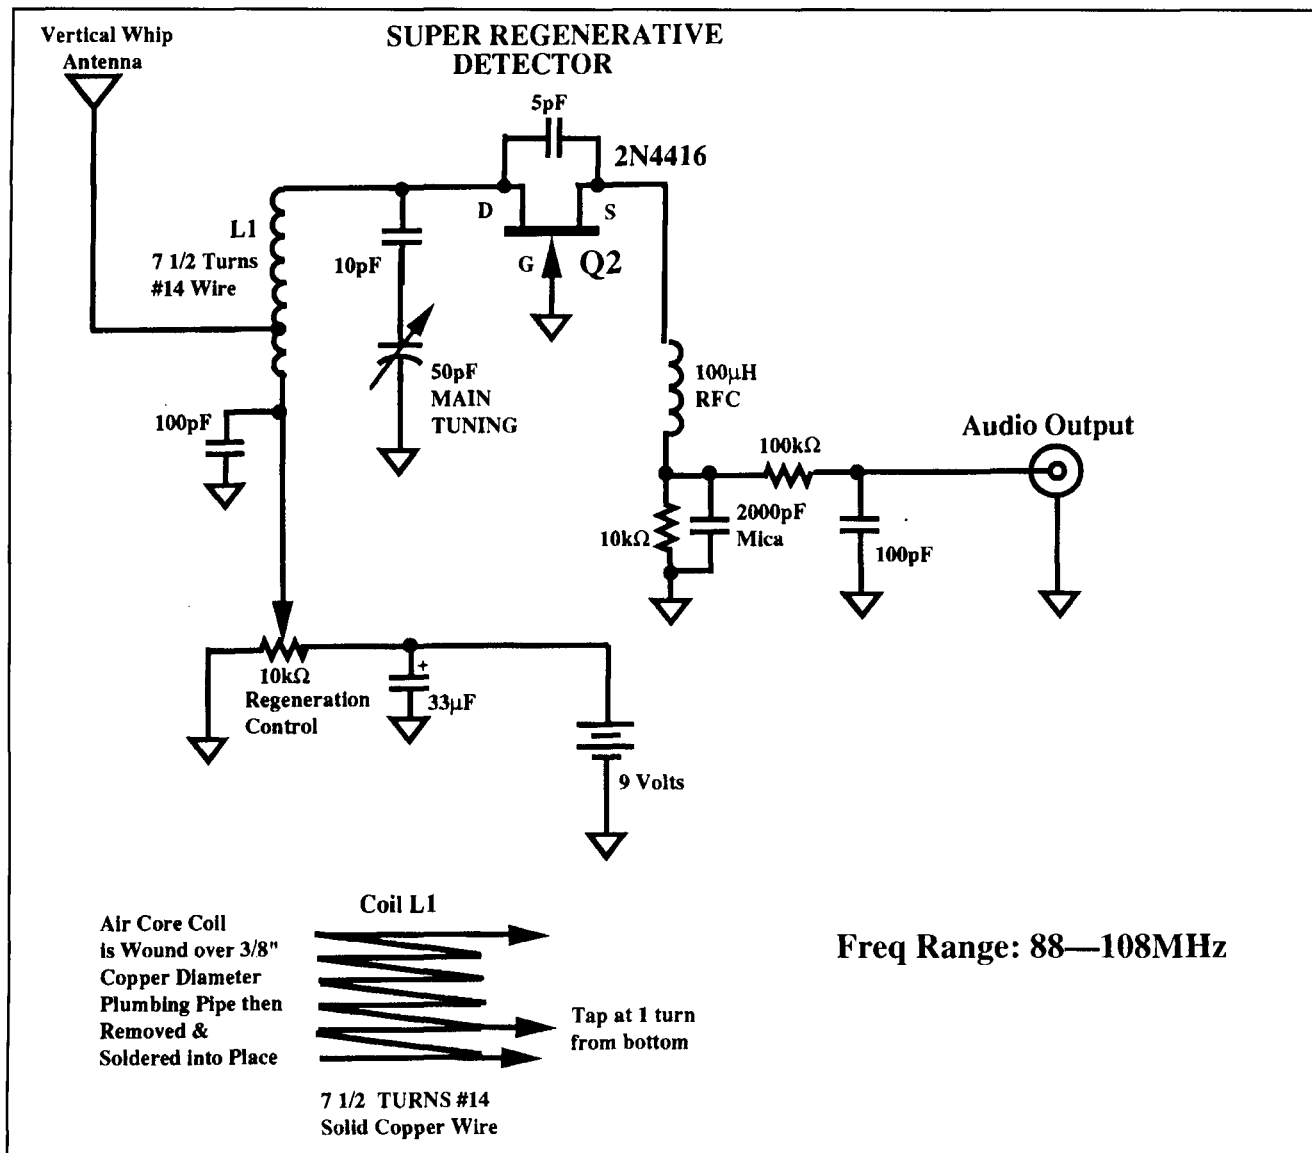 Vertical Whip
Antenna
SUPER REGENERATIVE
DETECTOR
5pF
2N4416
D
S
G
Q2
L1
7 1/2 Turns
#14 Wire
10pF
50pF
MAIN
TUNING
100µH
RFC
100pF
100kΩ
Audio Output
10kΩ
2000pF
Mica
100pF
10kΩ
Regeneration
Control
+
33µF
9 Volts
Coil L1
Air Core Coil
is Wound over 3/8"
Copper Diameter
Plumbing Pipe then
Removed &
Soldered into Place
Tap at 1 turn
from bottom
7 1/2 TURNS #14
Solid Copper Wire
Freq Range: 88—108MHz